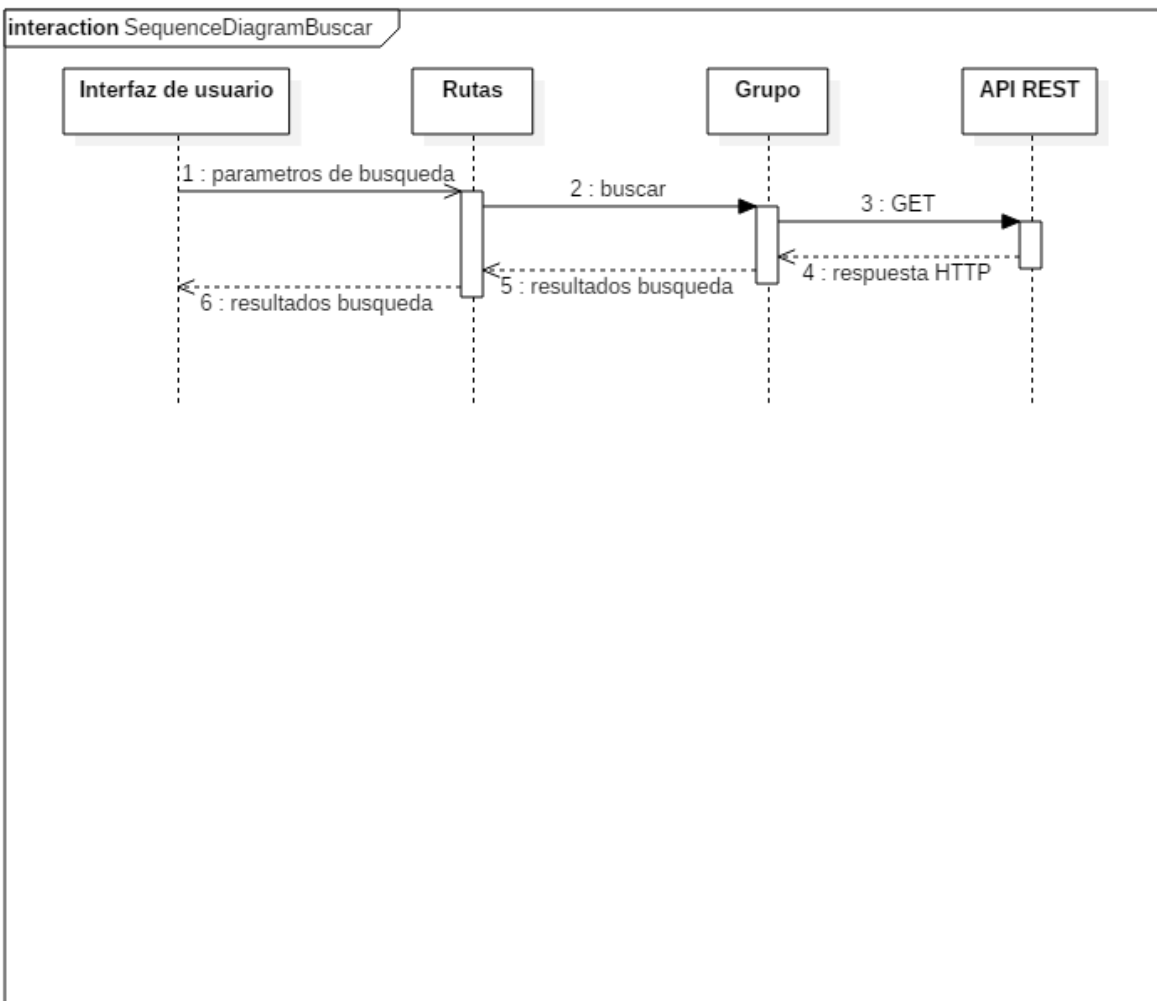 interaction SequenceDiagramBuscar
Interfaz de usuario
Rutas
Grupo
API REST
1 : parametros de busqueda
2 : buscar
3 : GET
4 : respuesta HTTP
5 : resultados busqueda
6 : resultados busqueda